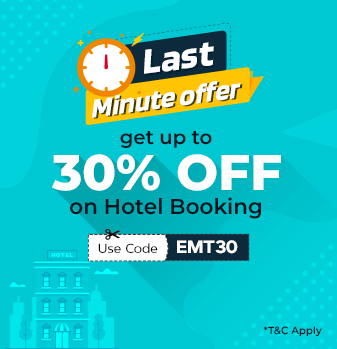 Last
Minute offer
get up to
30% OFF
on Hotel Booking
Use Code EMT30
HOTEL
*T&C Apply